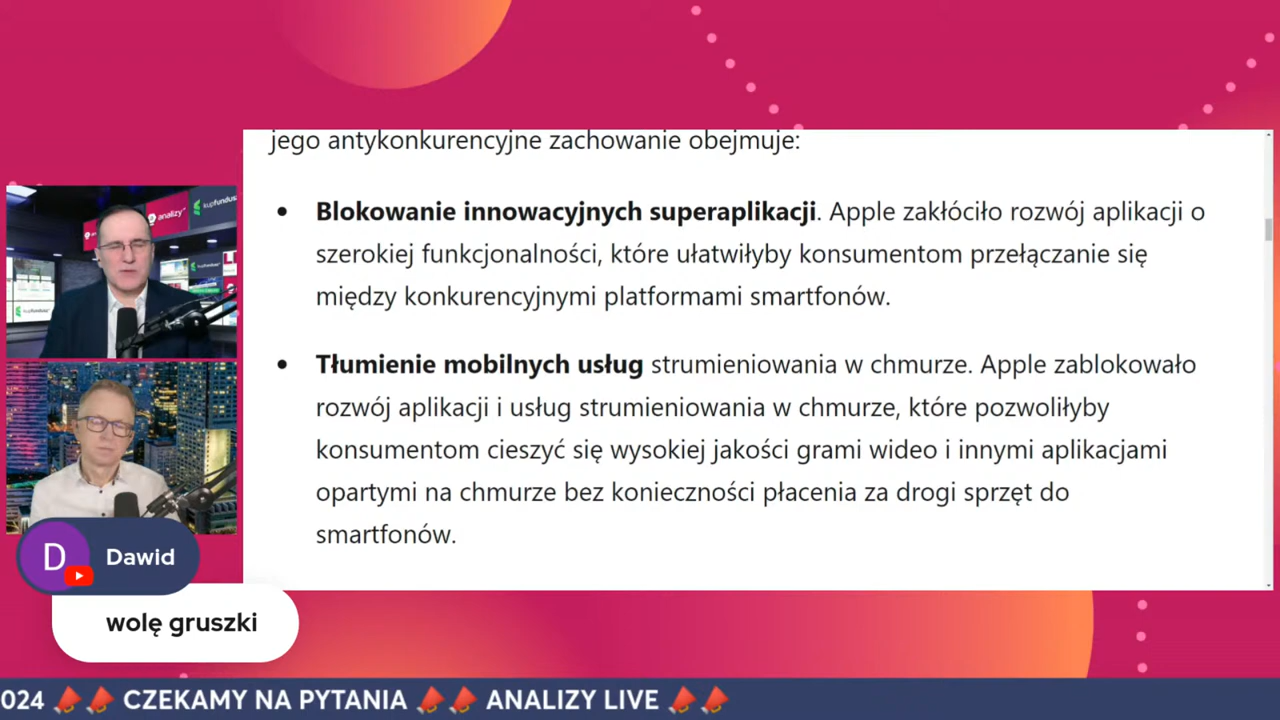 jego antykonkurencyjne zachowanie obejmuje:
• Blokowanie innowacyjnych superaplikacji. Apple zakłóciło rozwój aplikacji o
szerokiej funkcjonalności, które ułatwiłyby konsumentom przełączanie się
między konkurencyjnymi platformami smartfonów.
• Tłumienie mobilnych usług strumieniowania w chmurze. Apple zablokowało
rozwój aplikacji i usług strumieniowania w chmurze, które pozwoliłyby
konsumentom cieszyć się wysokiej jakości grami wideo i innymi aplikacjami
opartymi na chmurze bez konieczności płacenia za drogi sprzęt do
smartfonów.
analizy
kupfundusz
D
Dawid
wolę gruszki
024 📣📣 CZEKAMY NA PYTANIA 📣📣 ANALIZY LIVE 📣📣